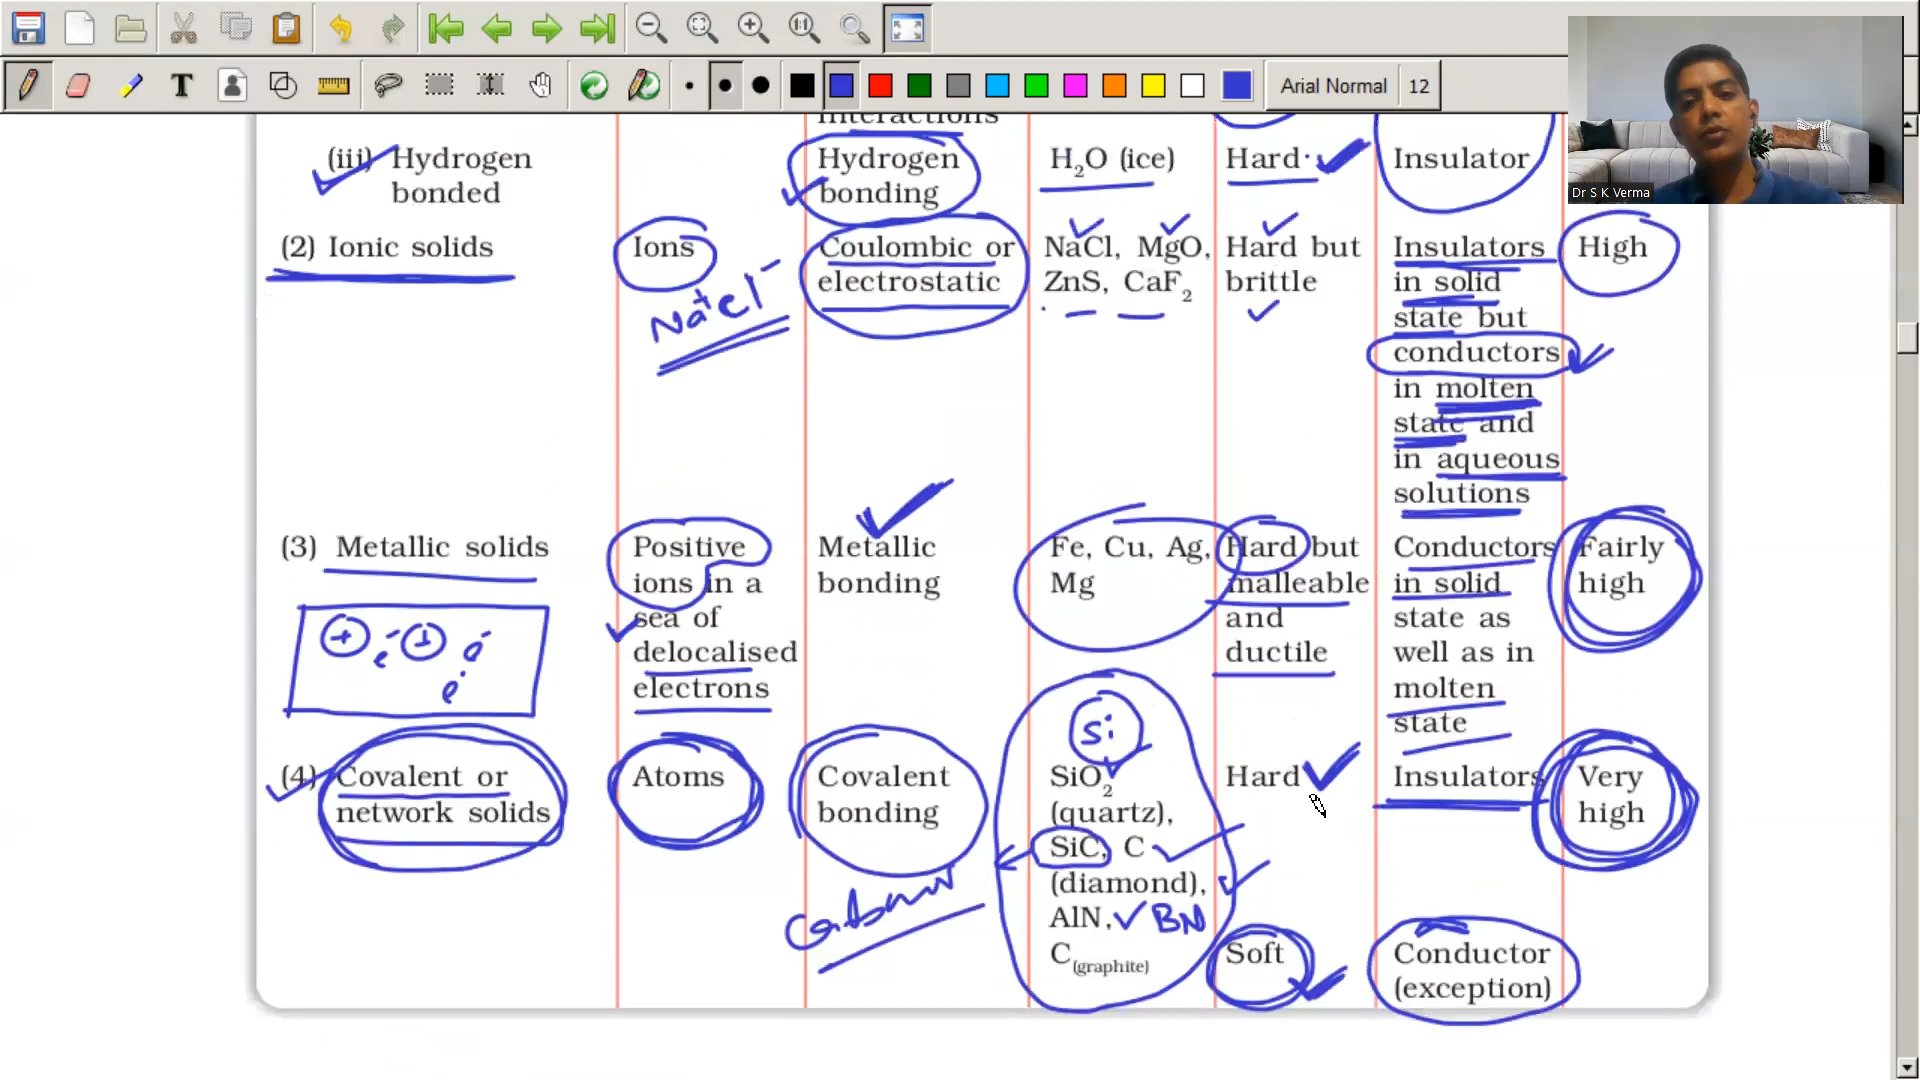 1:1
T
Arial Normal 12
Dr S K Verma
interactions
(iii) Hydrogen bonded
Hydrogen bonding
H2O (ice)
Hard
Insulator
(2) Ionic solids
Ions
Na+Cl-
Coulombic or electrostatic
NaCl, MgO,
ZnS, CaF2
Hard but brittle
Insulators
in solid
state but
conductors
in molten
state and
in aqueous
solutions
High
(3) Metallic solids
+ e- + e- e-
Positive
ions in a
sea of
delocalised
electrons
Metallic
bonding
Fe, Cu, Ag,
Mg
Hard but
malleable
and
ductile
Conductors
in solid
state as
well as in
molten
state
Fairly
high
(4) Covalent or
network solids
Atoms
Covalent
bonding
Si
SiO2
(quartz),
SiC, C
(diamond),
AlN, BN
C(graphite)
Hard
Soft
Insulators
Conductor
(exception)
Very
high